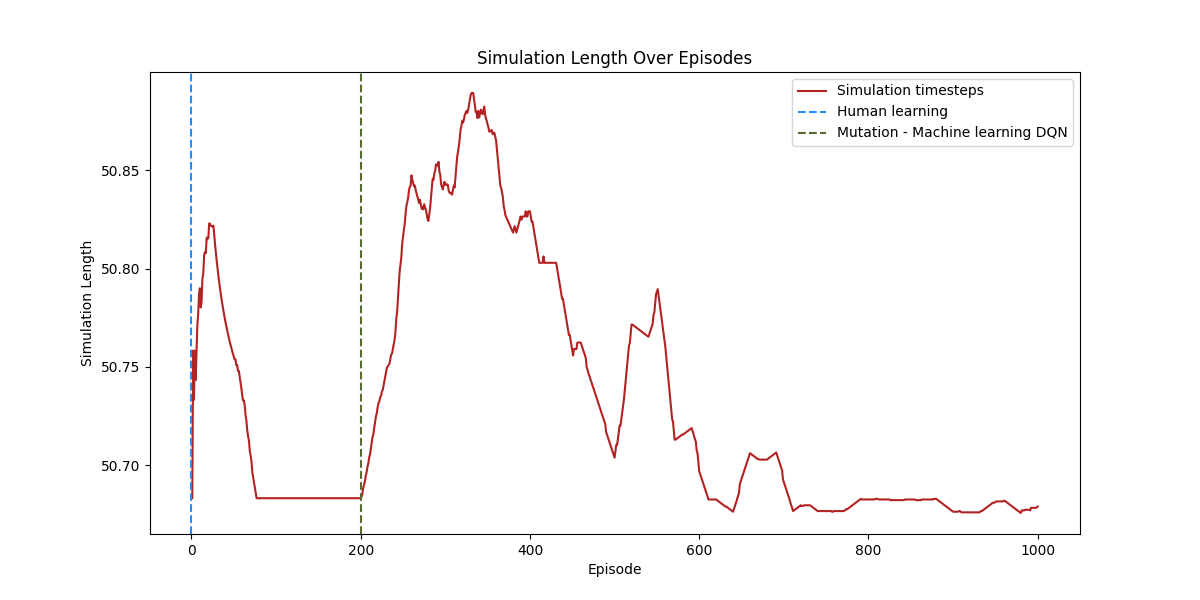 Simulation Length Over Episodes
Simulation timesteps
Human learning
Mutation - Machine learning DQN
Simulation Length
50.85
50.80
50.75
50.70
0 200 400 600 800 1000
Episode